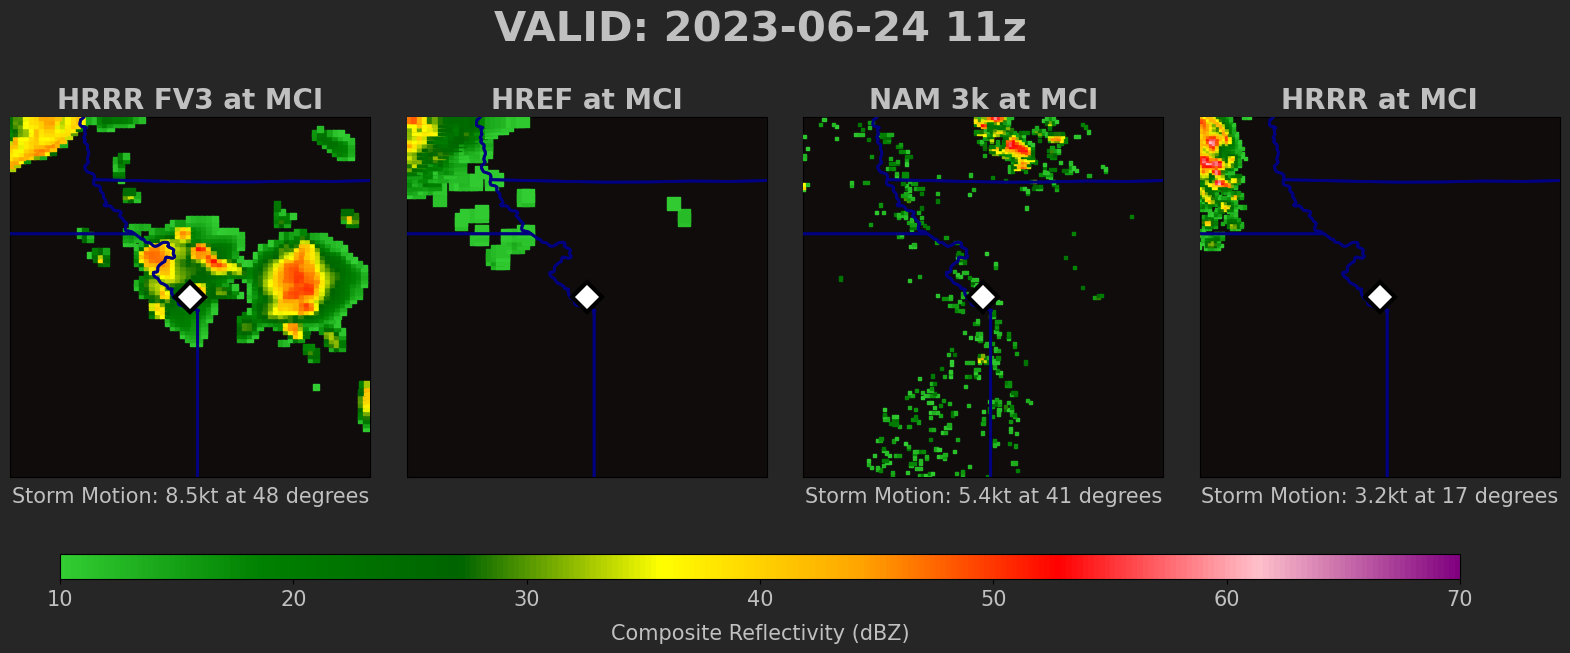 VALID: 2023-06-24 11z
HRRR FV3 at MCI
HREF at MCI
NAM 3k at MCI
HRRR at MCI
Storm Motion: 8.5kt at 48 degrees
Storm Motion: 5.4kt at 41 degrees
Storm Motion: 3.2kt at 17 degrees
10 20 30 40 50 60 70
Composite Reflectivity (dBZ)